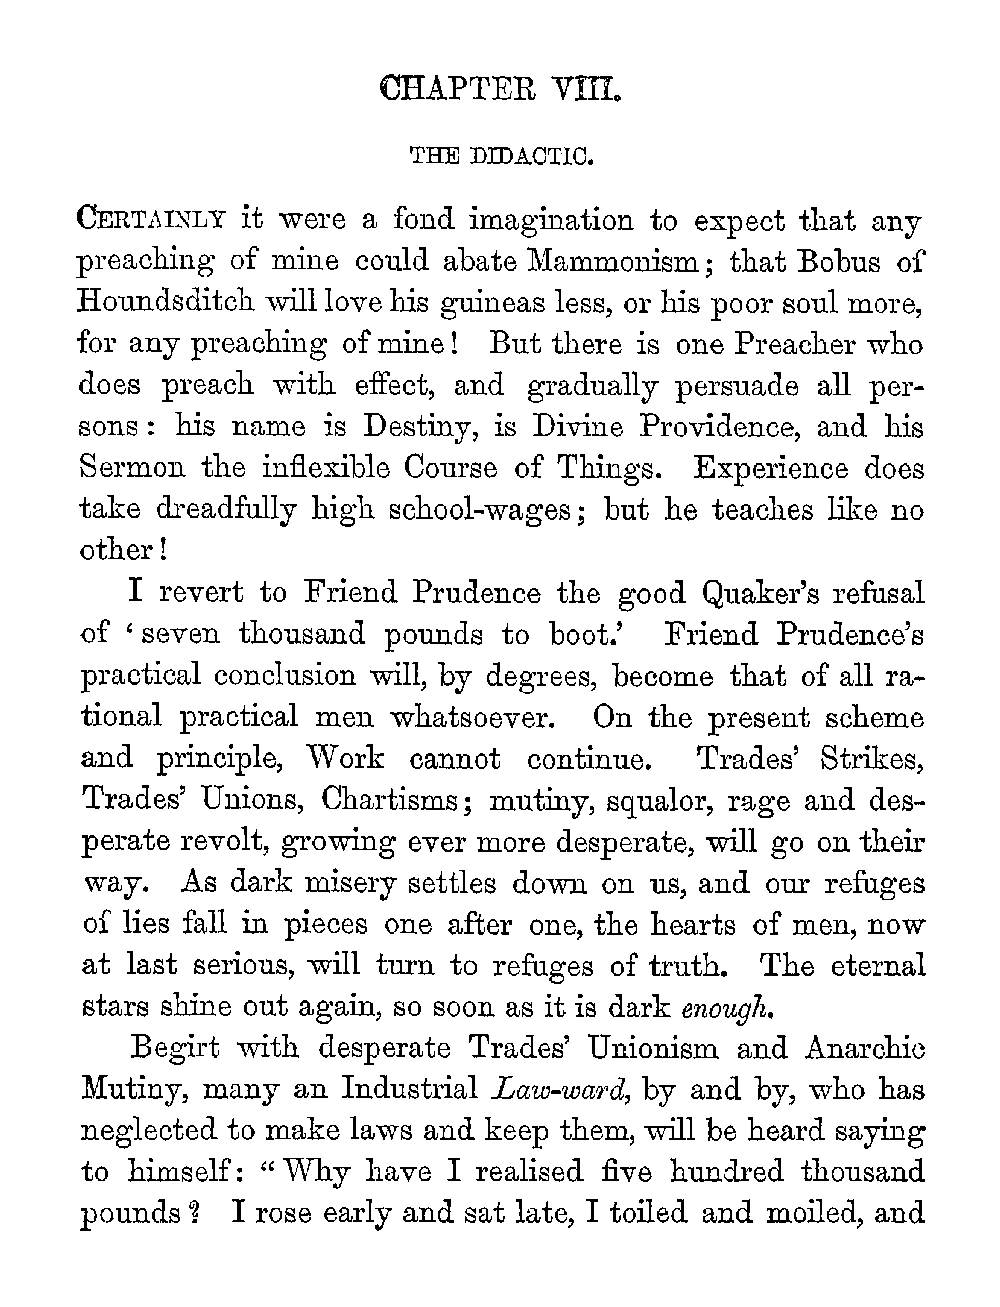 CHAPTER VIII.
THE DIDACTIC.
CERTAINLY it were a fond imagination to expect that any
preaching of mine could abate Mammonism; that Bobus of
Houndsditch will love his guineas less, or his poor soul more,
for any preaching of mine! But there is one Preacher who
does preach with effect, and gradually persuade all per-
sons: his name is Destiny, is Divine Providence, and his
Sermon the inflexible Course of Things. Experience does
take dreadfully high school-wages; but he teaches like no
other!
I revert to Friend Prudence the good Quaker's refusal
of 'seven thousand pounds to boot.' Friend Prudence's
practical conclusion will, by degrees, become that of all ra-
tional practical men whatsoever. On the present scheme
and principle, Work cannot continue. Trades' Strikes,
Trades' Unions, Chartisms; mutiny, squalor, rage and des-
perate revolt, growing ever more desperate, will go on their
way. As dark misery settles down on us, and our refuges
of lies fall in pieces one after one, the hearts of men, now
at last serious, will turn to refuges of truth. The eternal
stars shine out again, so soon as it is dark enough.
Begirt with desperate Trades' Unionism and Anarchic
Mutiny, many an Industrial Law-ward, by and by, who has
neglected to make laws and keep them, will be heard saying
to himself: "Why have I realised five hundred thousand
pounds? I rose early and sat late, I toiled and moiled, and